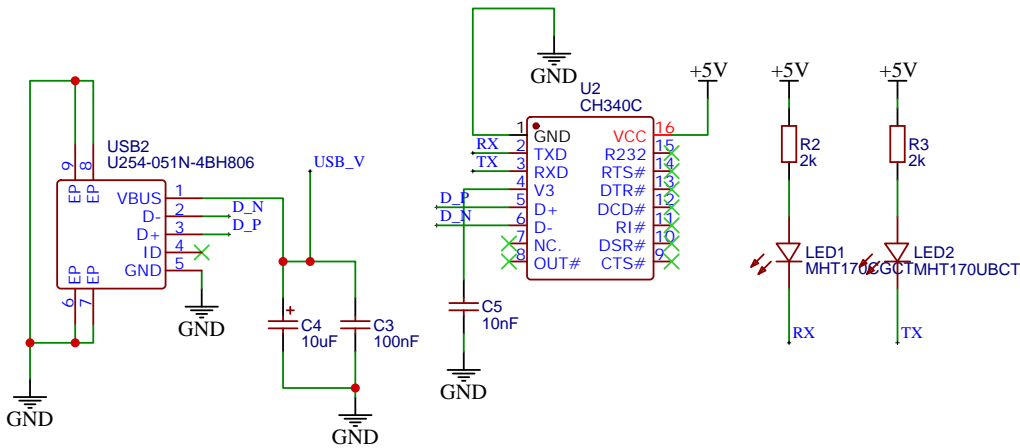 USB2
U254-051N-4BH806
9
8
EP
EP
VBUS
1
D-
2
D_N
D+
3
D_P
ID
4
GND
5
EP
EP
6
7
GND
GND
USB_V
+
C4
10uF
C3
100nF
GND
GND
U2
CH340C
1
GND
VCC
16
+5V
RX
2
TXD
R232
15
TX
3
RXD
RTS#
14
4
V3
DTR#
13
D_P
5
D+
DCD#
12
D_N
6
D-
RI#
11
7
NC.
DSR#
10
8
OUT#
CTS#
9
C5
10nF
GND
+5V
R2
2k
LED1
MHT170CGCT
RX
+5V
R3
2k
LED2
MHT170UBCT
TX